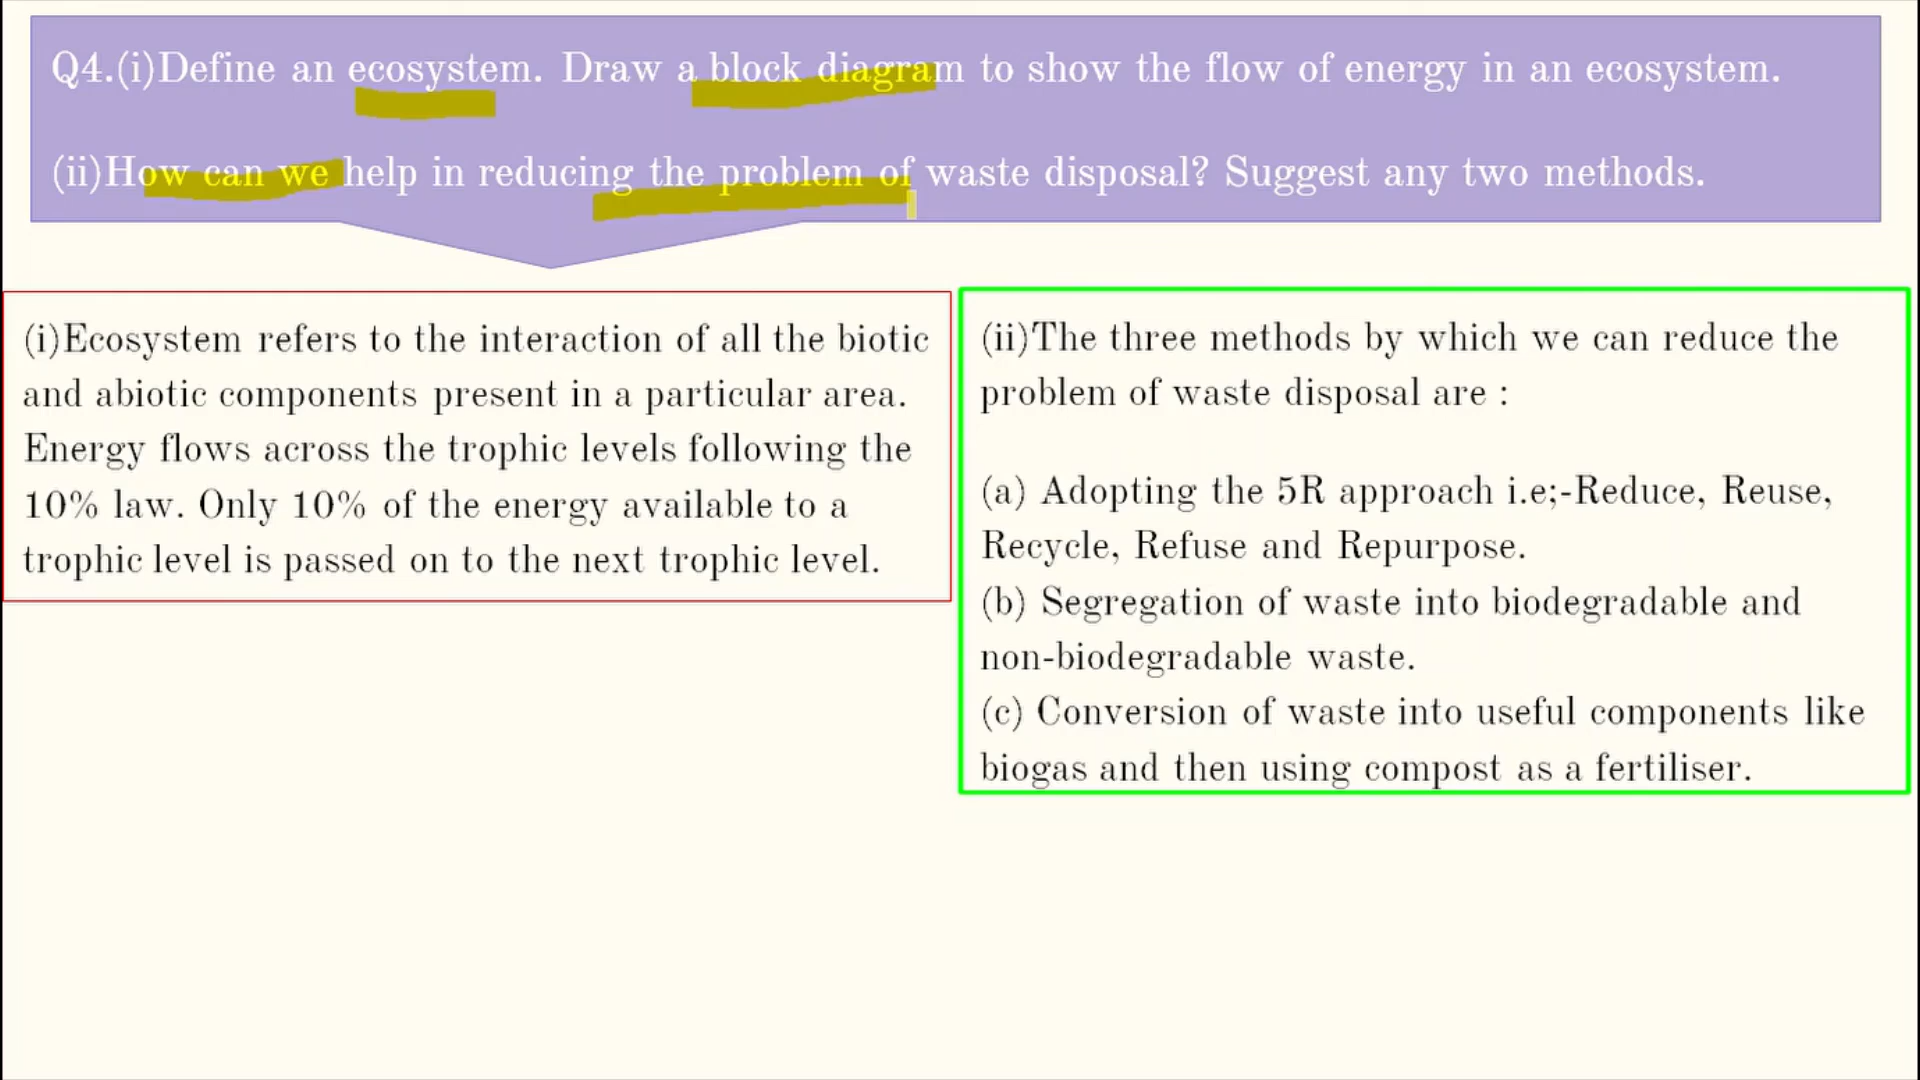 Q4.(i)Define an ecosystem. Draw a block diagram to show the flow of energy in an ecosystem.
(ii)How can we help in reducing the problem of waste disposal? Suggest any two methods.
(i)Ecosystem refers to the interaction of all the biotic
and abiotic components present in a particular area.
Energy flows across the trophic levels following the
10% law. Only 10% of the energy available to a
trophic level is passed on to the next trophic level.
(ii)The three methods by which we can reduce the
problem of waste disposal are :
(a) Adopting the 5R approach i.e;-Reduce, Reuse,
Recycle, Refuse and Repurpose.
(b) Segregation of waste into biodegradable and
non-biodegradable waste.
(c) Conversion of waste into useful components like
biogas and then using compost as a fertiliser.